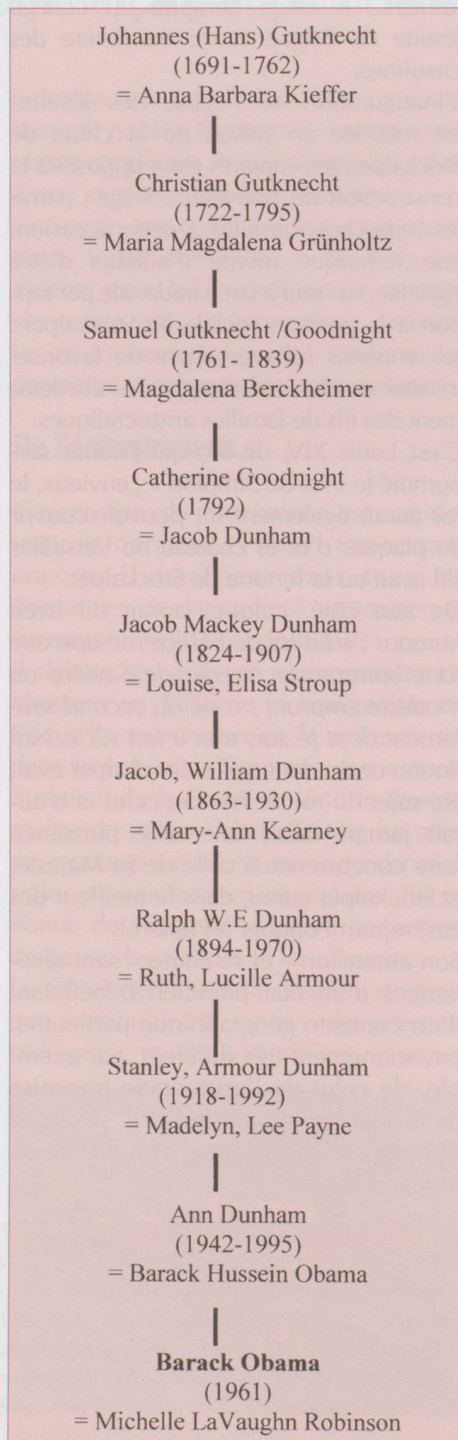 Johannes (Hans) Gutknecht
(1691-1762)
= Anna Barbara Kieffer
Christian Gutknecht
(1722-1795)
= Maria Magdalena Grünholtz
Samuel Gutknecht /Goodnight
(1761- 1839)
= Magdalena Berckheimer
Catherine Goodnight
(1792)
= Jacob Dunham
Jacob Mackey Dunham
(1824-1907)
= Louise, Elisa Stroup
Jacob, William Dunham
(1863-1930)
= Mary-Ann Kearney
Ralph W.E Dunham
(1894-1970)
= Ruth, Lucille Armour
Stanley, Armour Dunham
(1918-1992)
= Madelyn, Lee Payne
Ann Dunham
(1942-1995)
= Barack Hussein Obama
Barack Obama
(1961)
= Michelle LaVaughn Robinson